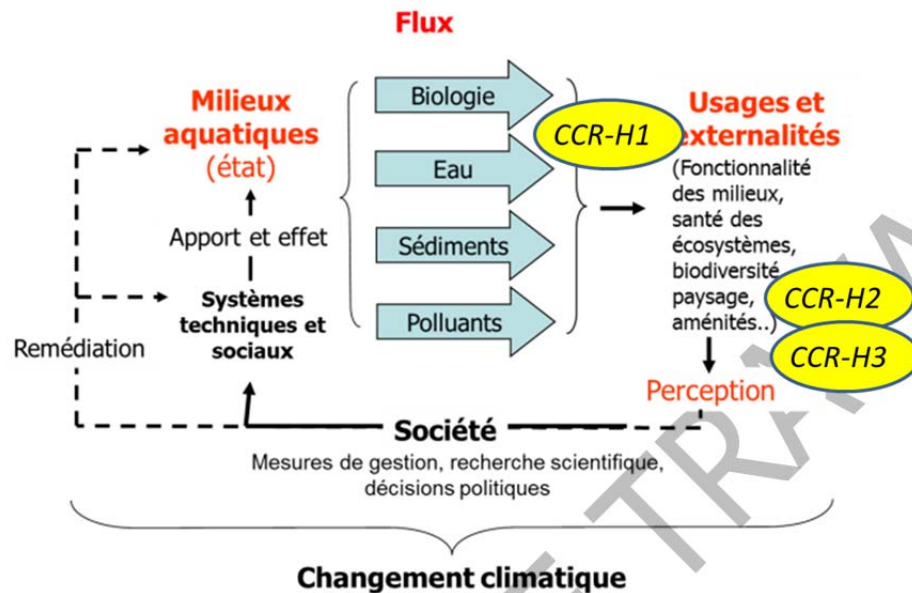 Flux
Milieux
aquatiques
(état)
Apport et effet
Systèmes
techniques et
sociaux
Remédiation
Biologie
Eau
Sédiments
Polluants
CCR-H1
Usages et
externalités
(Fonctionnalité
des milieux,
santé des
écosystèmes,
biodiversité
paysage,
aménités..)
CCR-H2
CCR-H3
Perception
Société
Mesures de gestion, recherche scientifique,
décisions politiques
Changement climatique